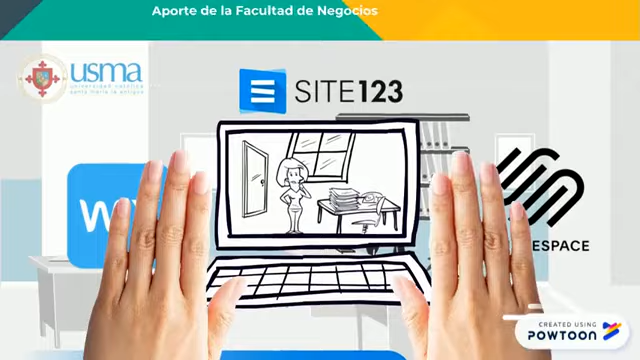 Aporte de la Facultad de Negocios
usma
universidad católica
santa maría la antigua
SITE123
W
ESPACE
CREATED USING
POWTOON